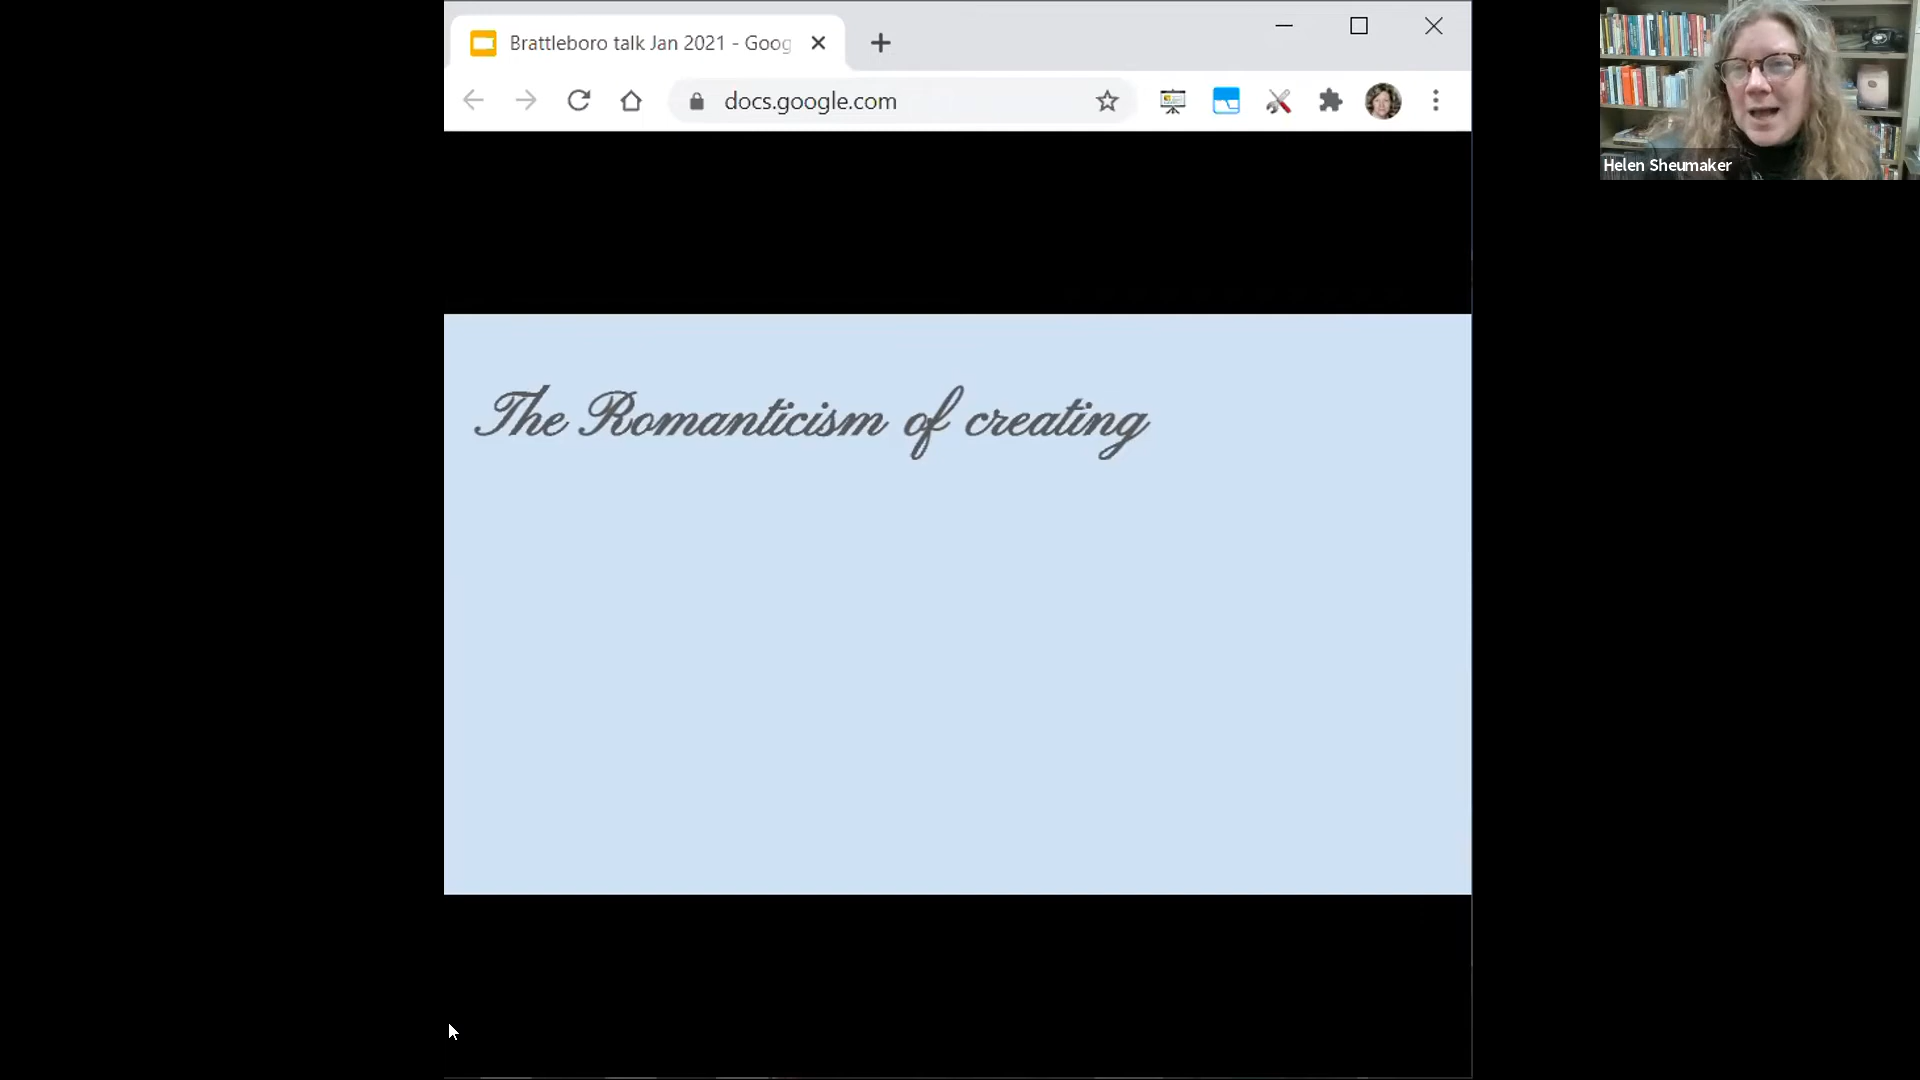 Brattleboro talk Jan 2021 - Goog
docs.google.com
Helen Sheumaker
The Romanticism of creating